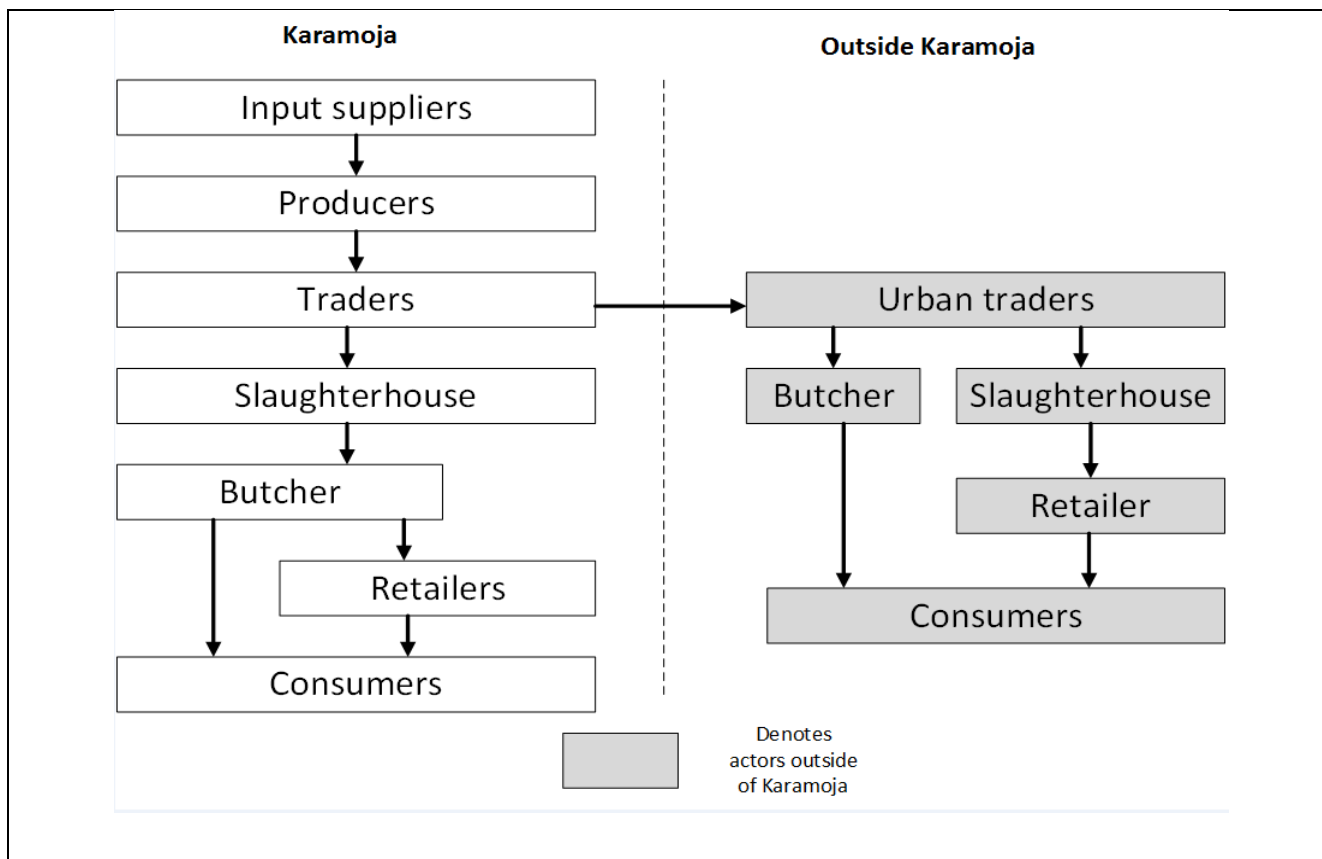 Karamoja
Outside Karamoja
Input suppliers
Producers
Traders
Urban traders
Slaughterhouse
Butcher
Slaughterhouse
Butcher
Retailer
Retailers
Consumers
Consumers
Denotes
actors outside
of Karamoja